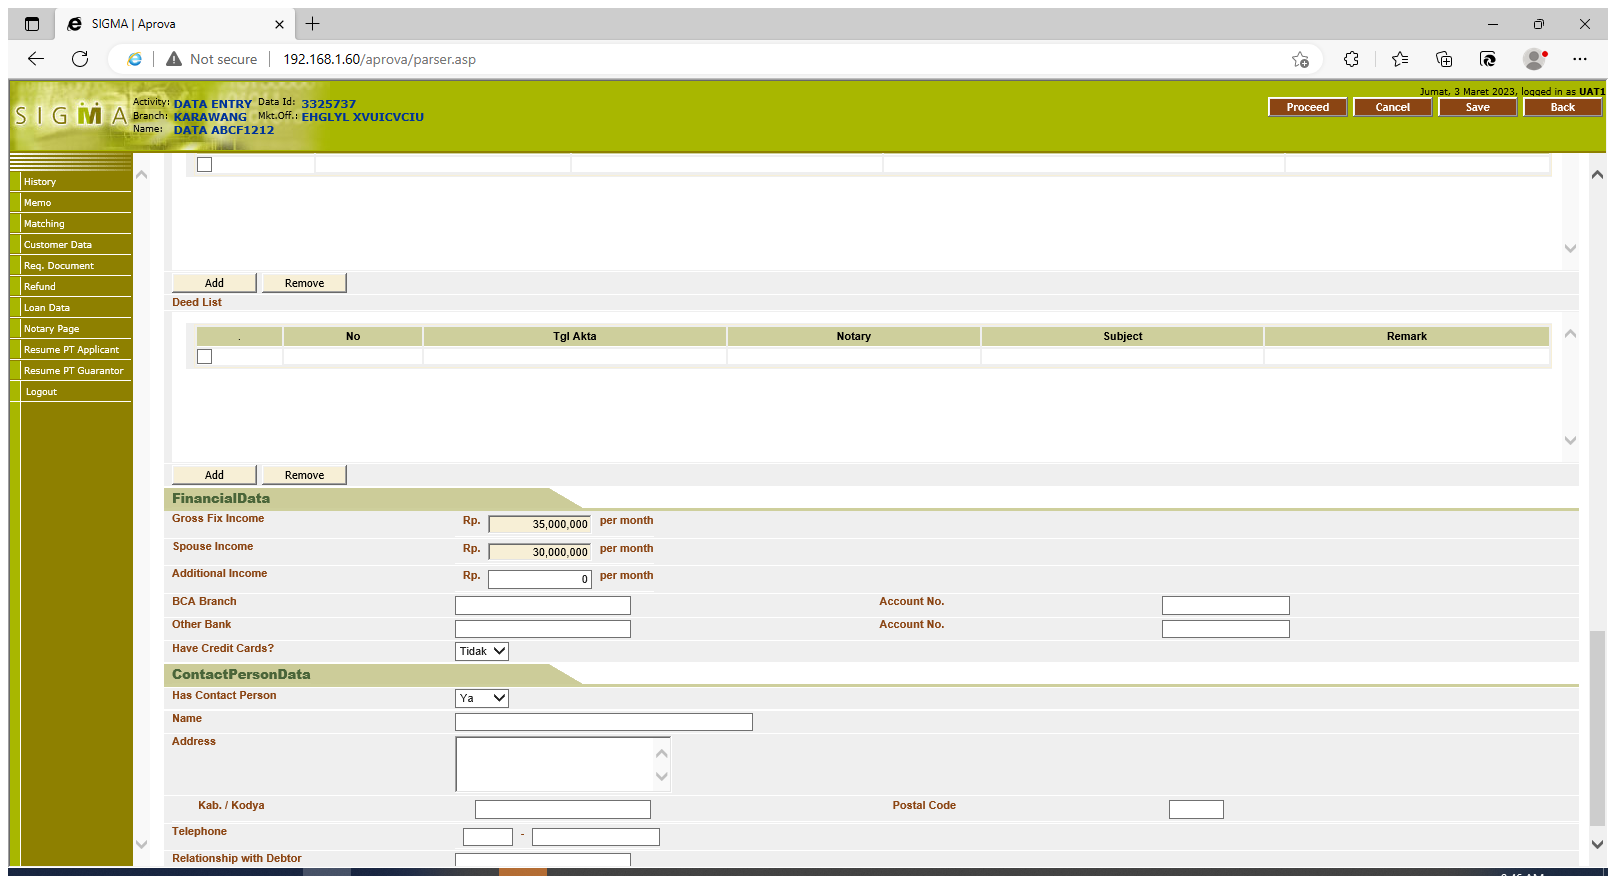 SIGMA | Aprova
Not secure
192.168.1.60/aprova/parser.asp
Jumat, 3 Maret 2023, logged in as UAT1
SIGMA
Activity: DATA ENTRY Data Id: 3325737
Branch: KARAWANG Mkt.Off.: EHGLYL XVUICVCIU
Name: DATA ABCF1212
Proceed Cancel Save Back
History
Memo
Matching
Customer Data
Req. Document
Refund
Loan Data
Notary Page
Resume PT Applicant
Resume PT Guarantor
Logout
Add Remove
Deed List
. No Tgl Akta Notary Subject Remark
Add Remove
FinancialData
Gross Fix Income Rp. 35,000,000 per month
Spouse Income Rp. 30,000,000 per month
Additional Income Rp. 0 per month
BCA Branch Account No.
Other Bank Account No.
Have Credit Cards? Tidak
ContactPersonData
Has Contact Person Ya
Name
Address
Kab. / Kodya Postal Code
Telephone -
Relationship with Debtor